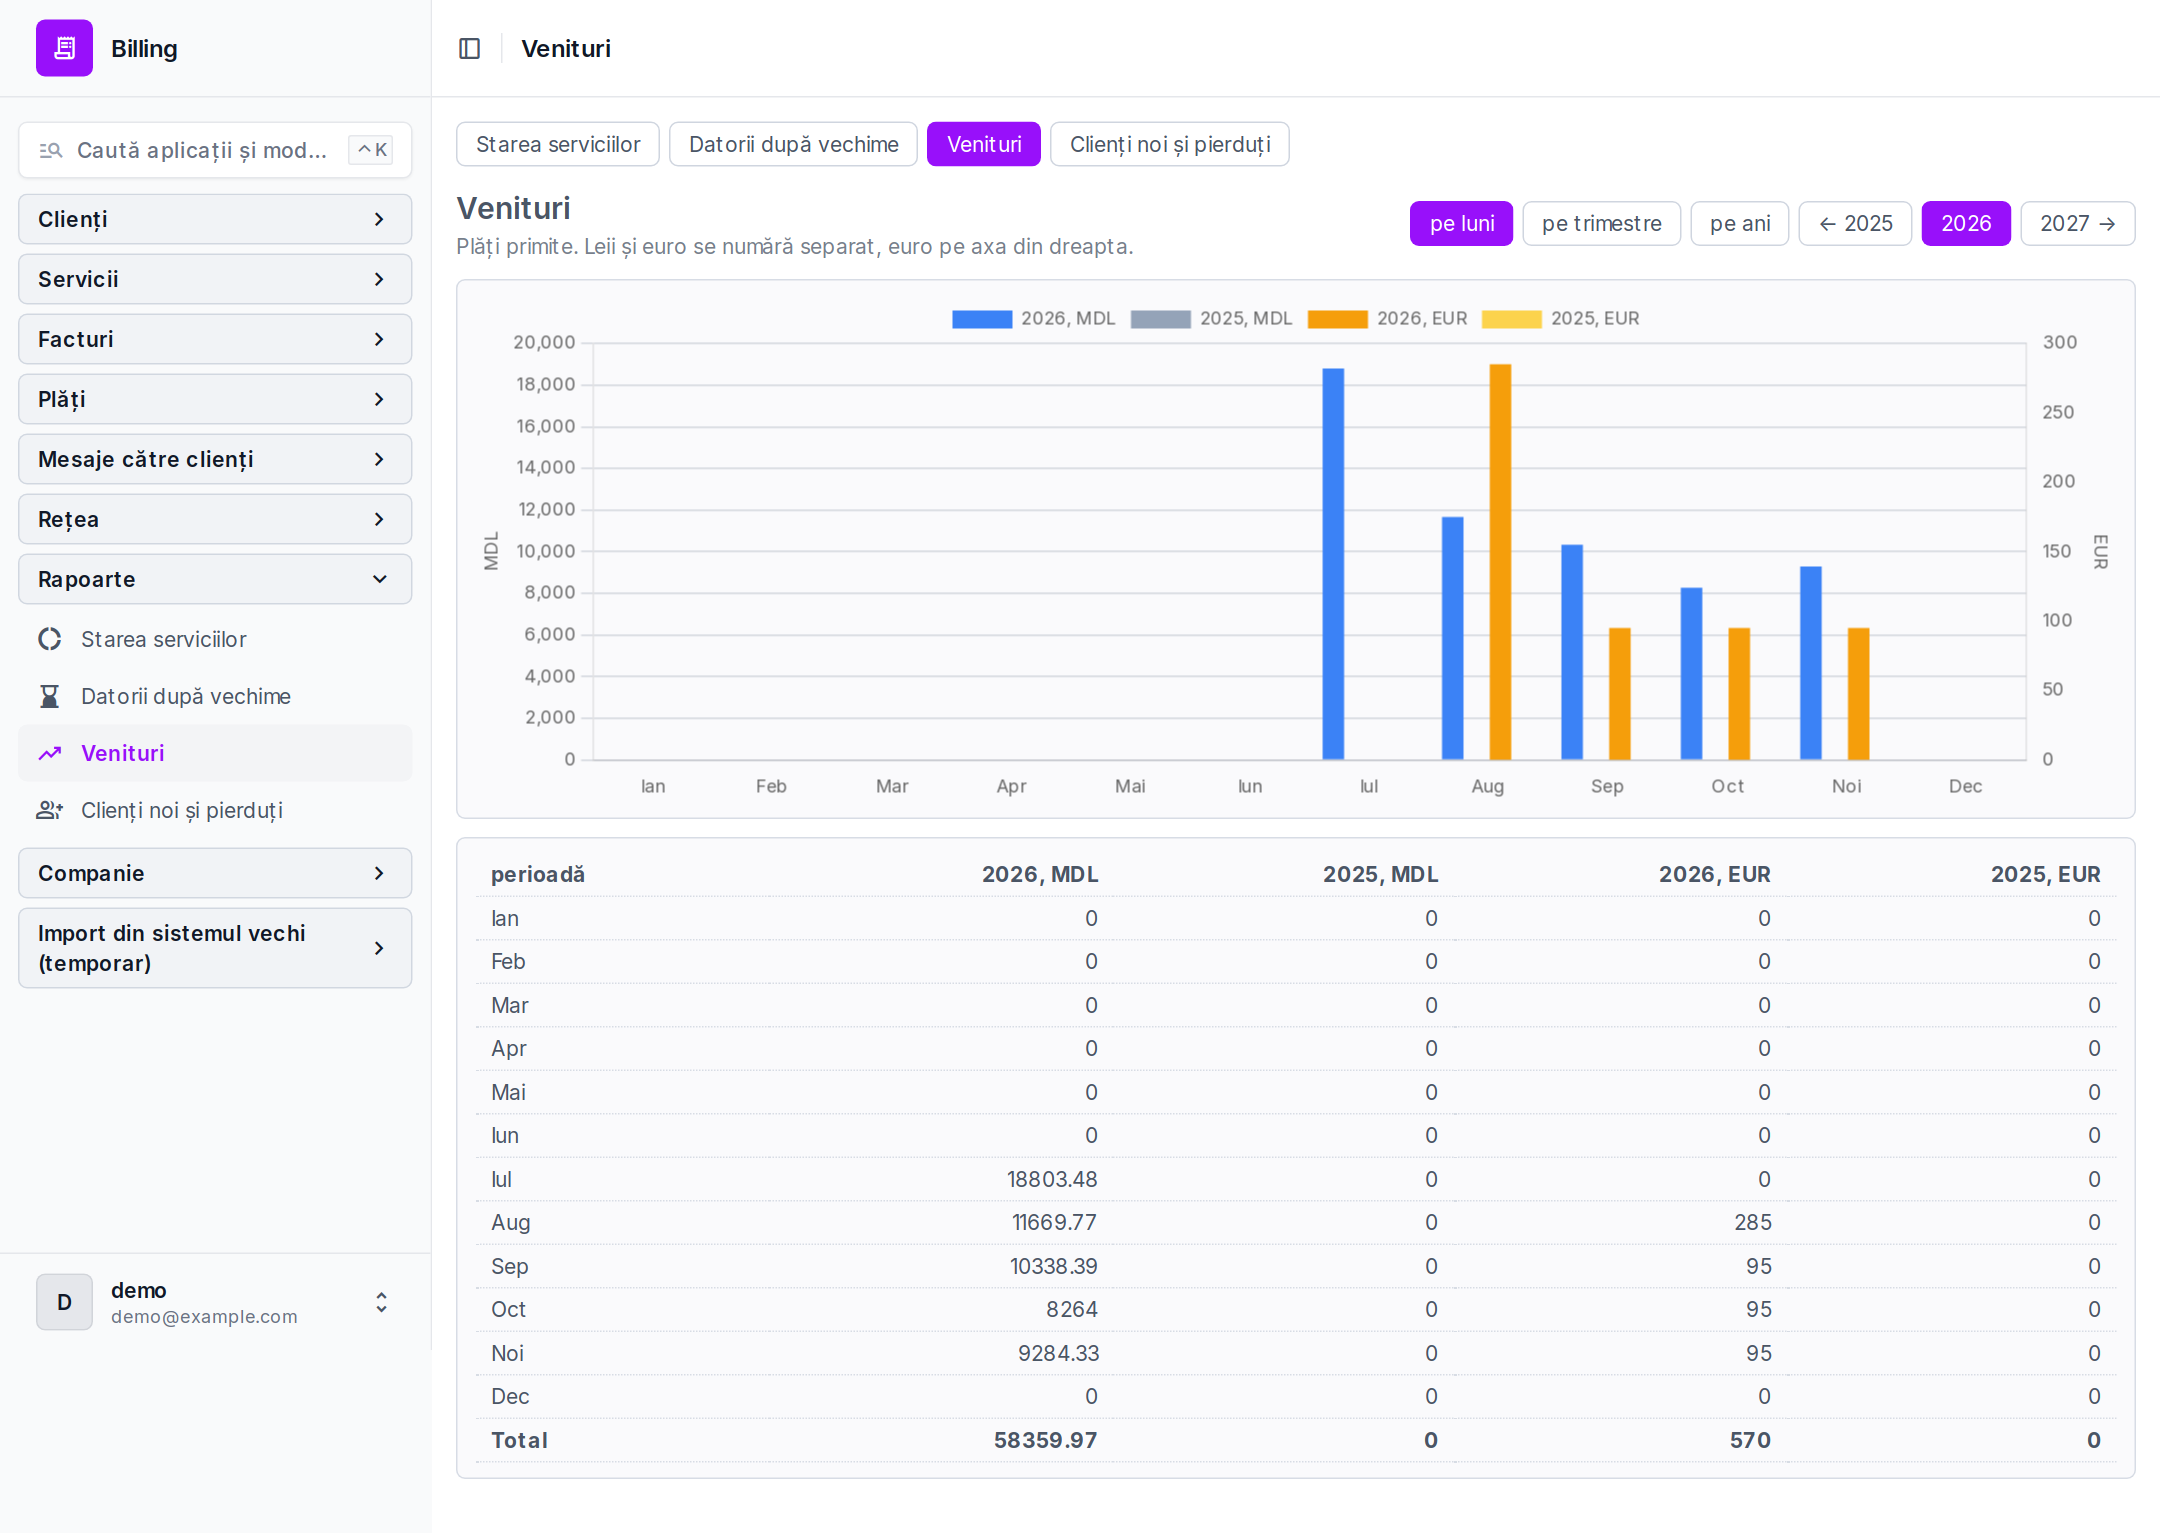 Billing
Venituri
Caută aplicații și mod...
^ K
Clienți
Servicii
Facturi
Plăți
Mesaje către clienți
Rețea
Rapoarte
Starea serviciilor
Datorii după vechime
Venituri
Clienți noi și pierduți
Companie
Import din sistemul vechi
(temporar)
D
demo
demo@example.com
Starea serviciilor
Datorii după vechime
Venituri
Clienți noi și pierduți
Venituri
Plăți primite. Leii și euro se numără separat, euro pe axa din dreapta.
pe luni
pe trimestre
pe ani
← 2025
2026
2027 →
2026, MDL 2025, MDL 2026, EUR 2025, EUR
20,000
18,000
16,000
14,000
12,000
10,000
8,000
6,000
4,000
2,000
0
MDL
300
250
200
150
100
50
0
EUR
Ian Feb Mar Apr Mai Iun Iul Aug Sep Oct Noi Dec
perioadă 2026, MDL 2025, MDL 2026, EUR 2025, EUR
Ian 0 0 0 0
Feb 0 0 0 0
Mar 0 0 0 0
Apr 0 0 0 0
Mai 0 0 0 0
Iun 0 0 0 0
Iul 18803.48 0 0 0
Aug 11669.77 0 285 0
Sep 10338.39 0 95 0
Oct 8264 0 95 0
Noi 9284.33 0 95 0
Dec 0 0 0 0
Total 58359.97 0 570 0